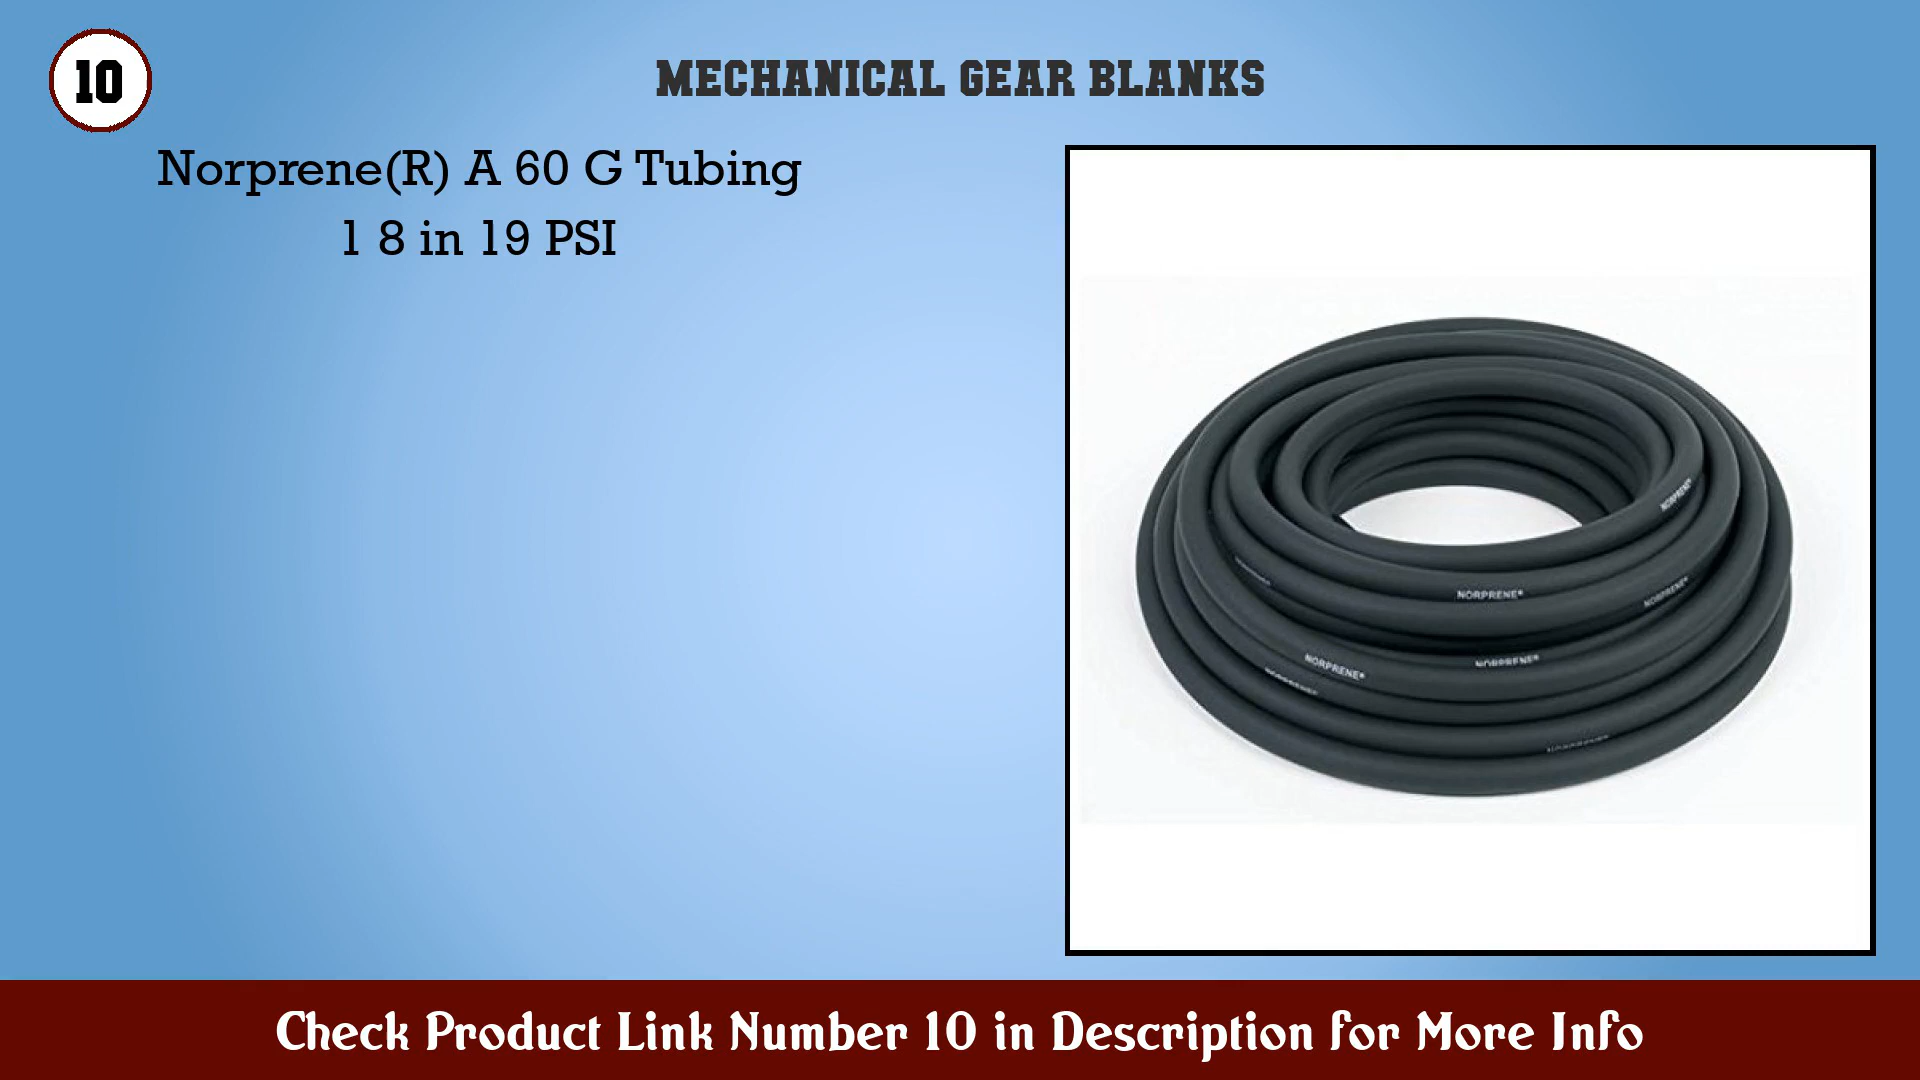 10
MECHANICAL GEAR BLANKS
Norprene(R) A 60 G Tubing
1 8 in 19 PSI
NORPRENE®
NORPRENE®
NORPRENE®
NORPRENE®
NORPRENE®
Check Product Link Number 10 in Description for More Info